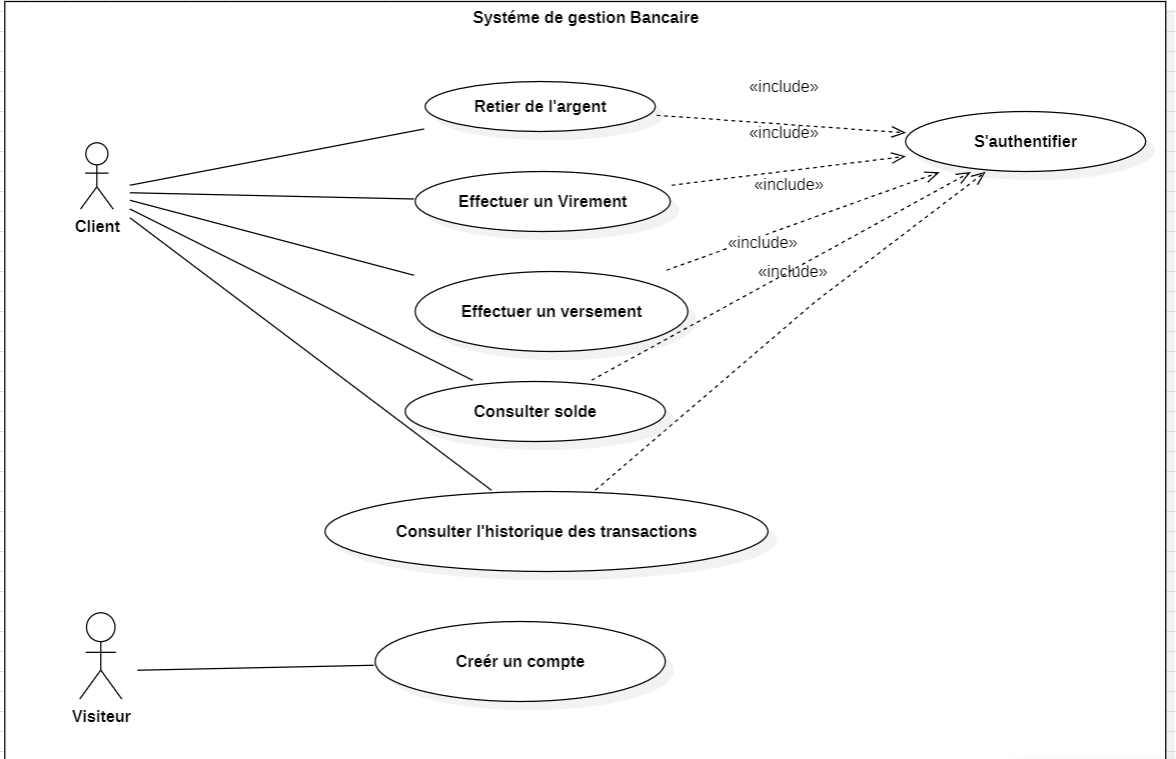 Systéme de gestion Bancaire
«include»
Retier de l'argent
«include»
S'authentifier
«include»
Effectuer un Virement
Client
«include»
«include»
Effectuer un versement
Consulter solde
Consulter l'historique des transactions
Creér un compte
Visiteur